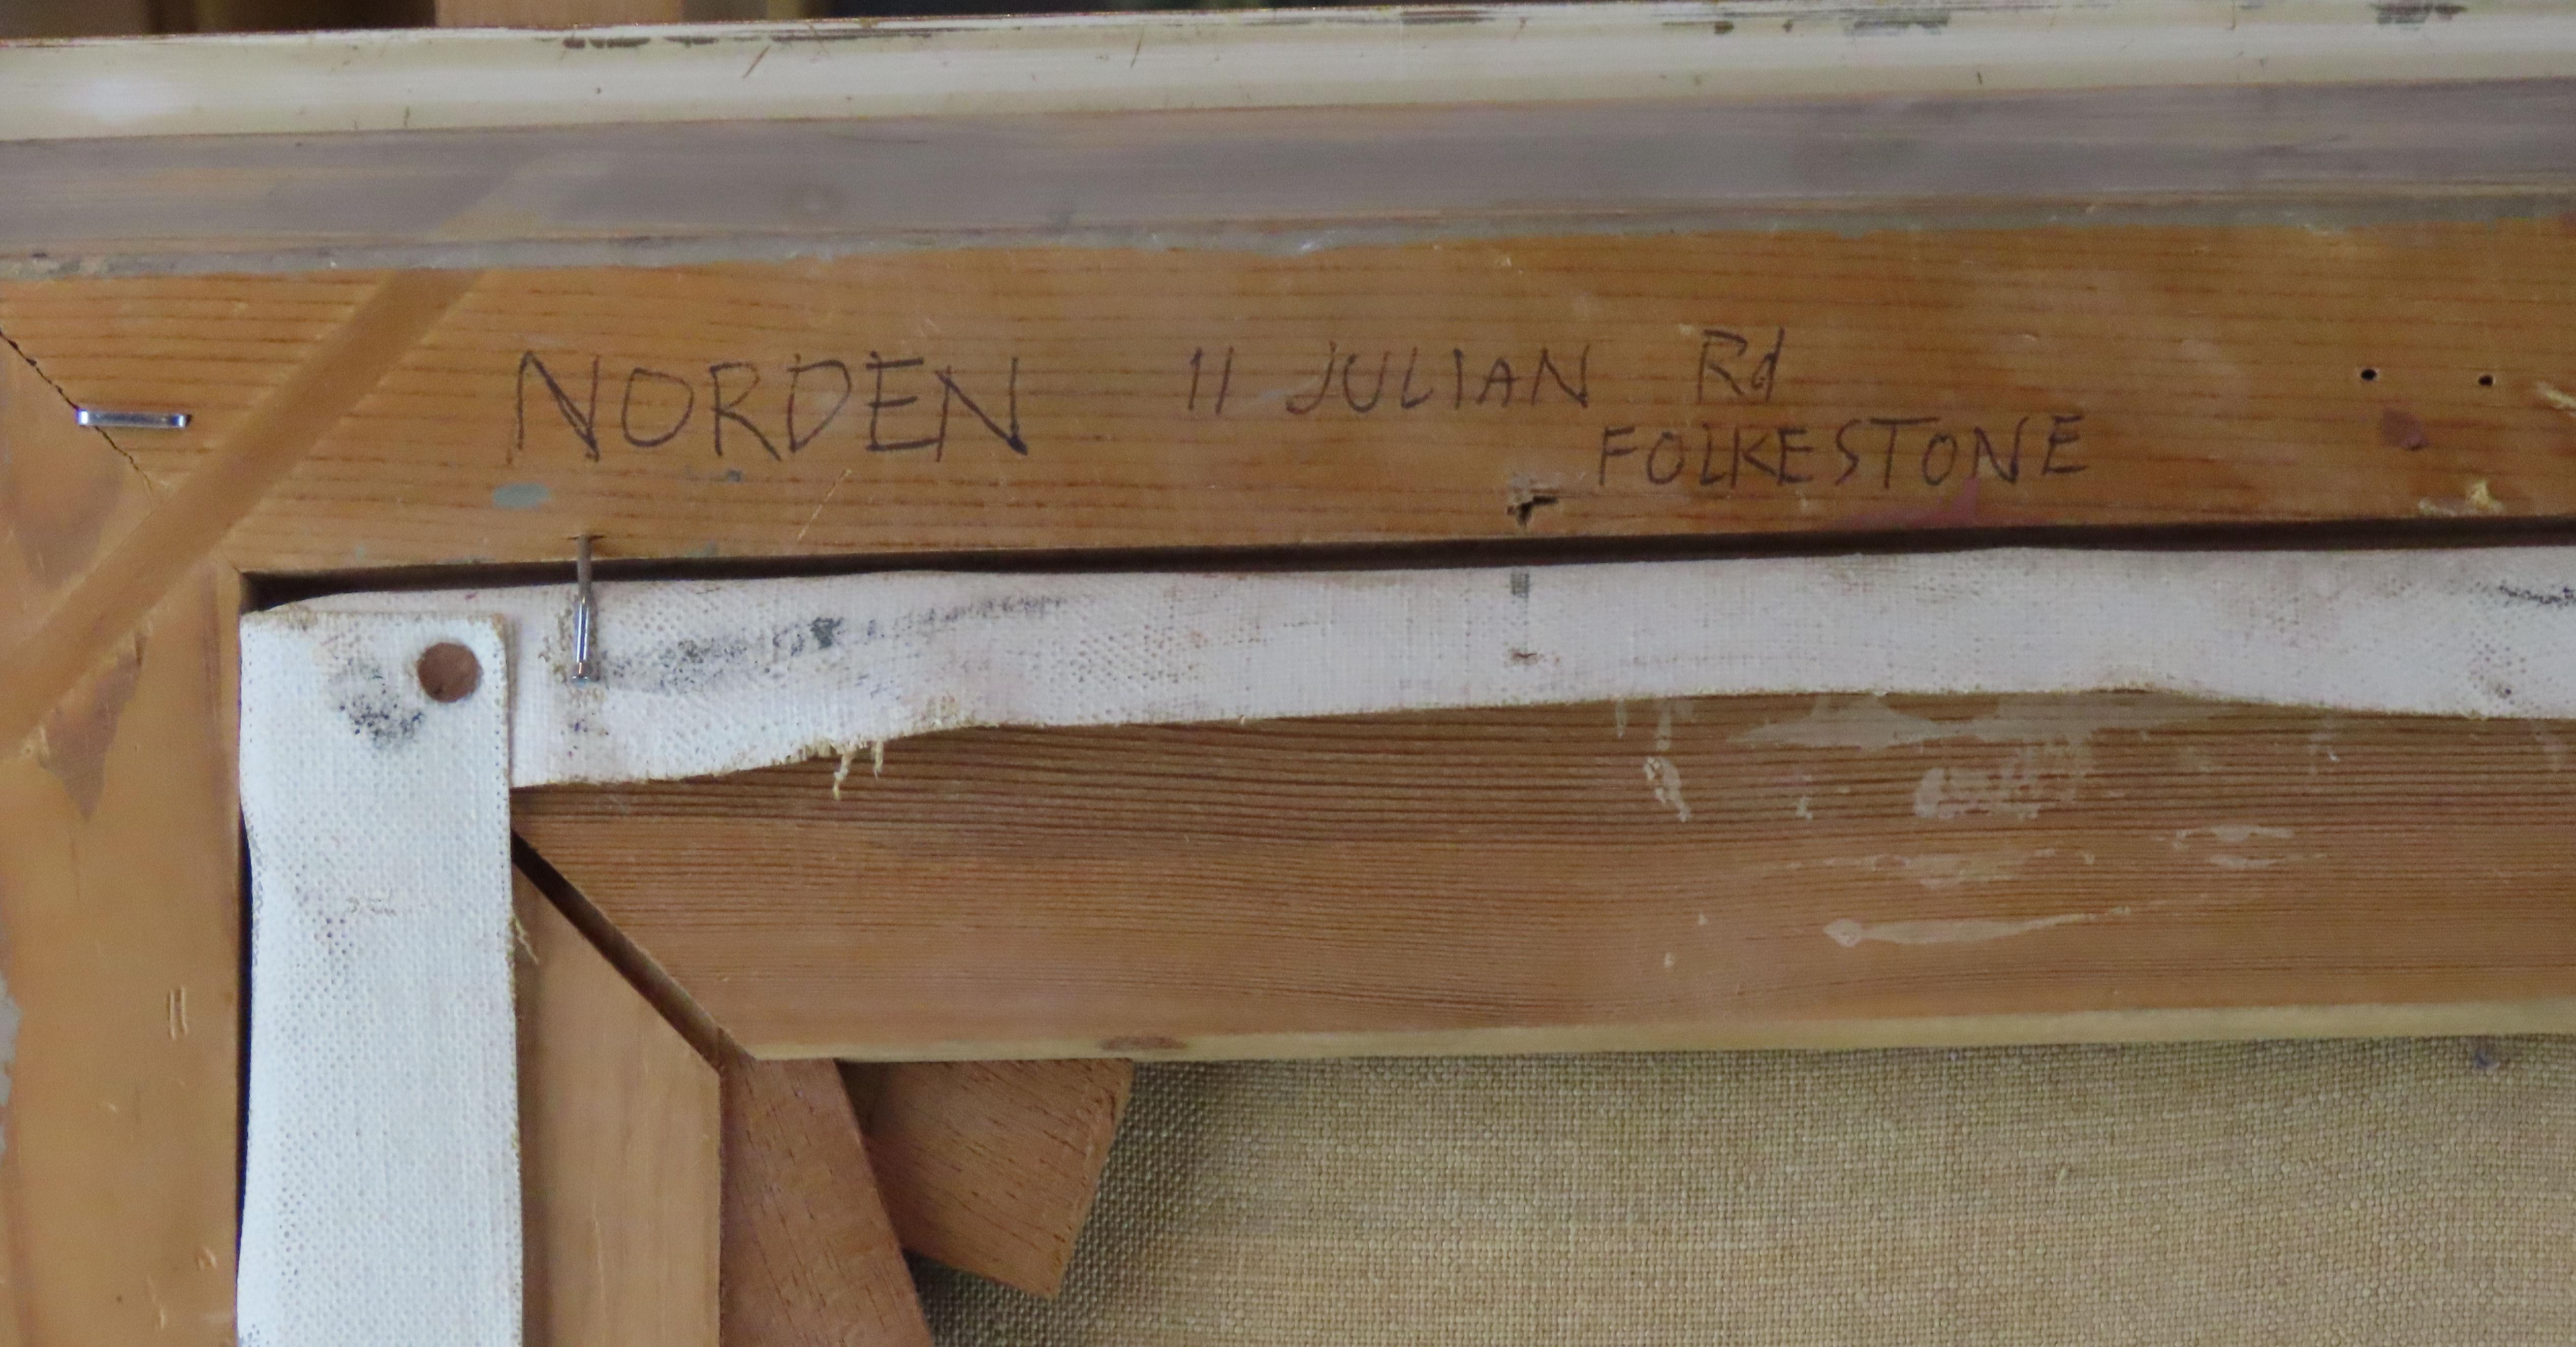 NORDEN 11 JULIAN Rd
FOLKESTONE